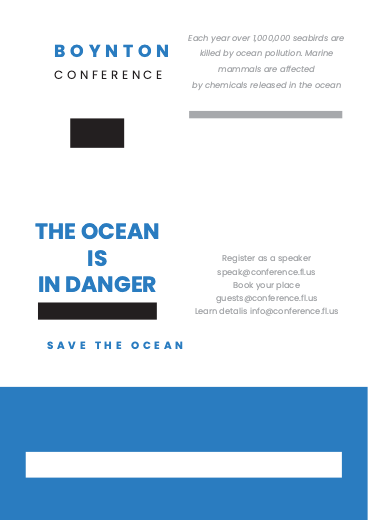 BOYNTON
CONFERENCE
Each year over 1,000,000 seabirds are
killed by ocean pollution. Marine
mammals are affected
by chemicals released in the ocean
THE OCEAN
IS
IN DANGER
SAVE THE OCEAN
Register as a speaker
speak@conference.fl.us
Book your place
guests@conference.fl.us
Learn detalis info@conference.fl.us